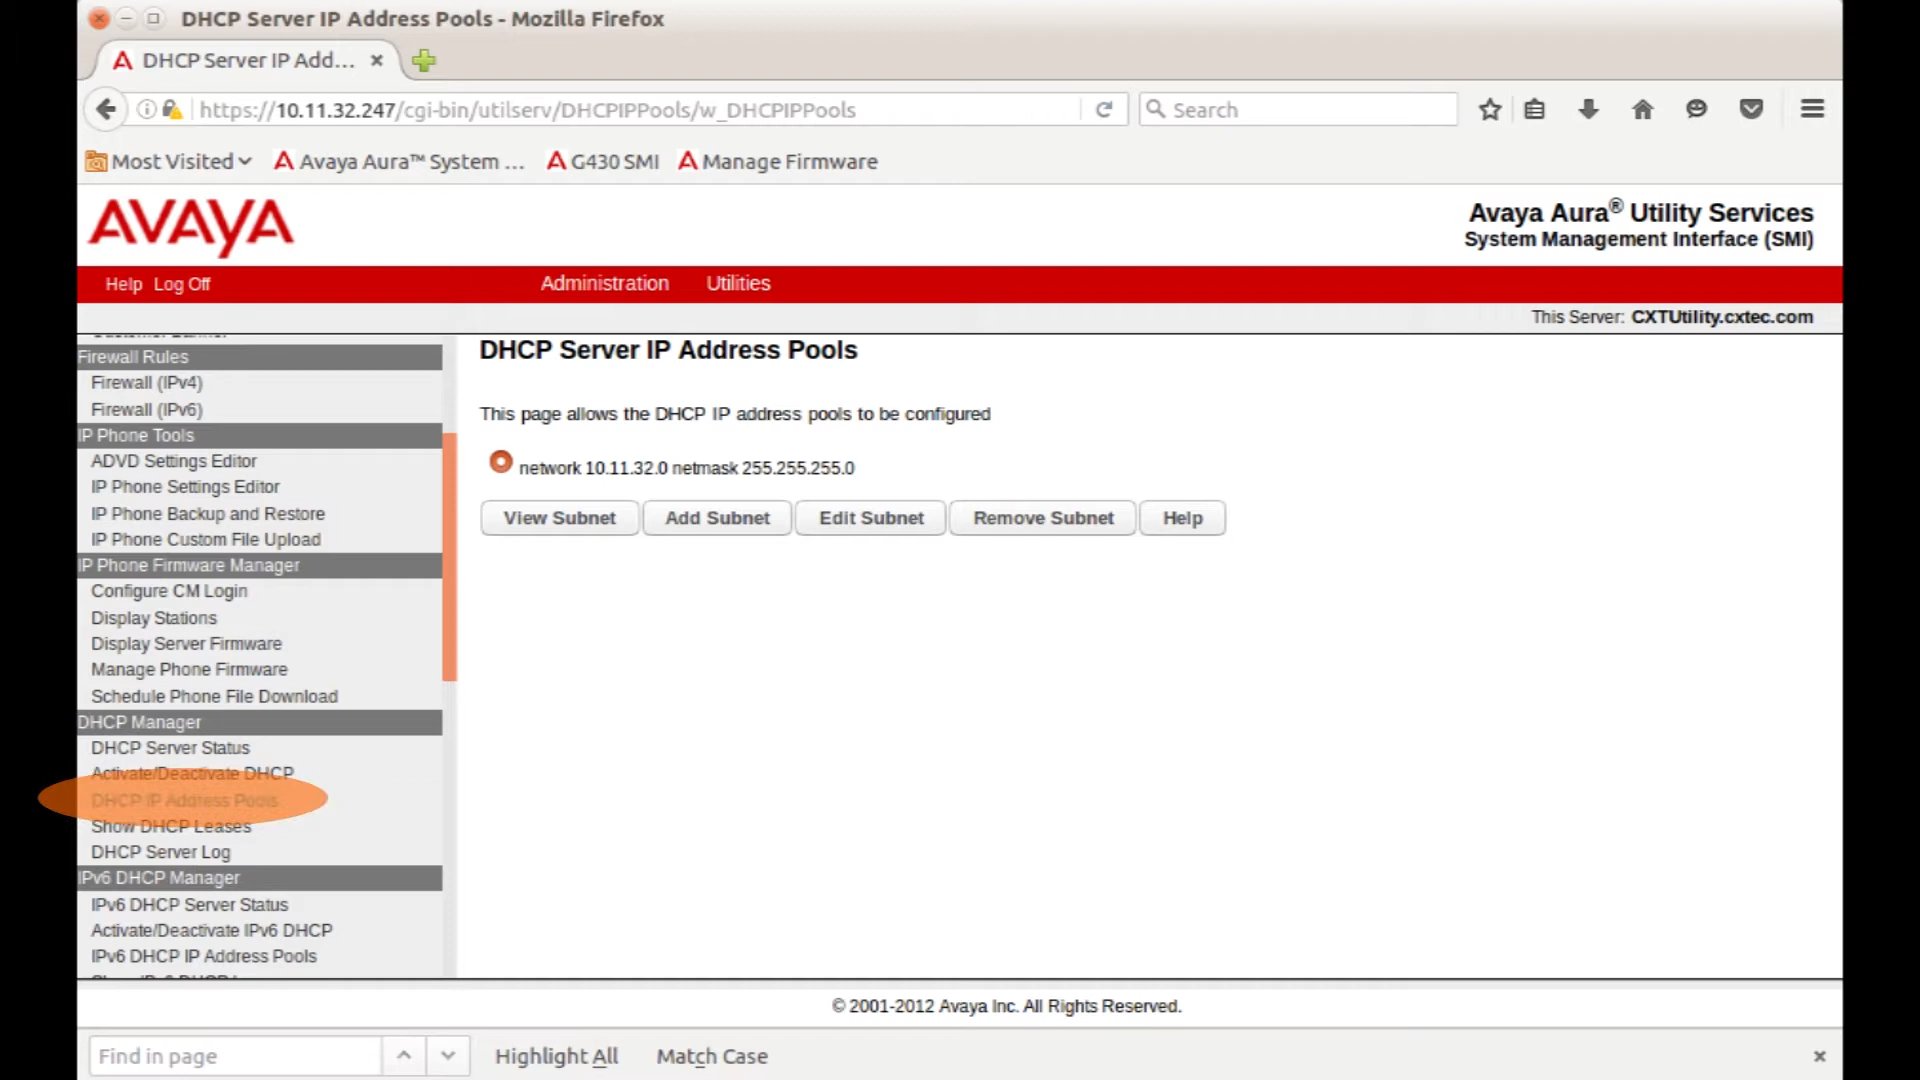 DHCP Server IP Address Pools - Mozilla Firefox
DHCP Server IP Add...
https://10.11.32.247/cgi-bin/utilserv/DHCPIPPools/w_DHCPIPPools
Search
Most Visited
Avaya Aura™ System ...
G430 SMI
Manage Firmware
AVAYA
Avaya Aura® Utility Services
System Management Interface (SMI)
Help Log Off
Administration
Utilities
This Server: CXTUtility.cxtec.com
Firewall Rules
Firewall (IPv4)
Firewall (IPv6)
IP Phone Tools
ADVD Settings Editor
IP Phone Settings Editor
IP Phone Backup and Restore
IP Phone Custom File Upload
IP Phone Firmware Manager
Configure CM Login
Display Stations
Display Server Firmware
Manage Phone Firmware
Schedule Phone File Download
DHCP Manager
DHCP Server Status
Activate/Deactivate DHCP
DHCP IP Address Pools
Show DHCP Leases
DHCP Server Log
IPv6 DHCP Manager
IPv6 DHCP Server Status
Activate/Deactivate IPv6 DHCP
IPv6 DHCP IP Address Pools
DHCP Server IP Address Pools
This page allows the DHCP IP address pools to be configured
network 10.11.32.0 netmask 255.255.255.0
View Subnet
Add Subnet
Edit Subnet
Remove Subnet
Help
© 2001-2012 Avaya Inc. All Rights Reserved.
Find in page
Highlight All
Match Case